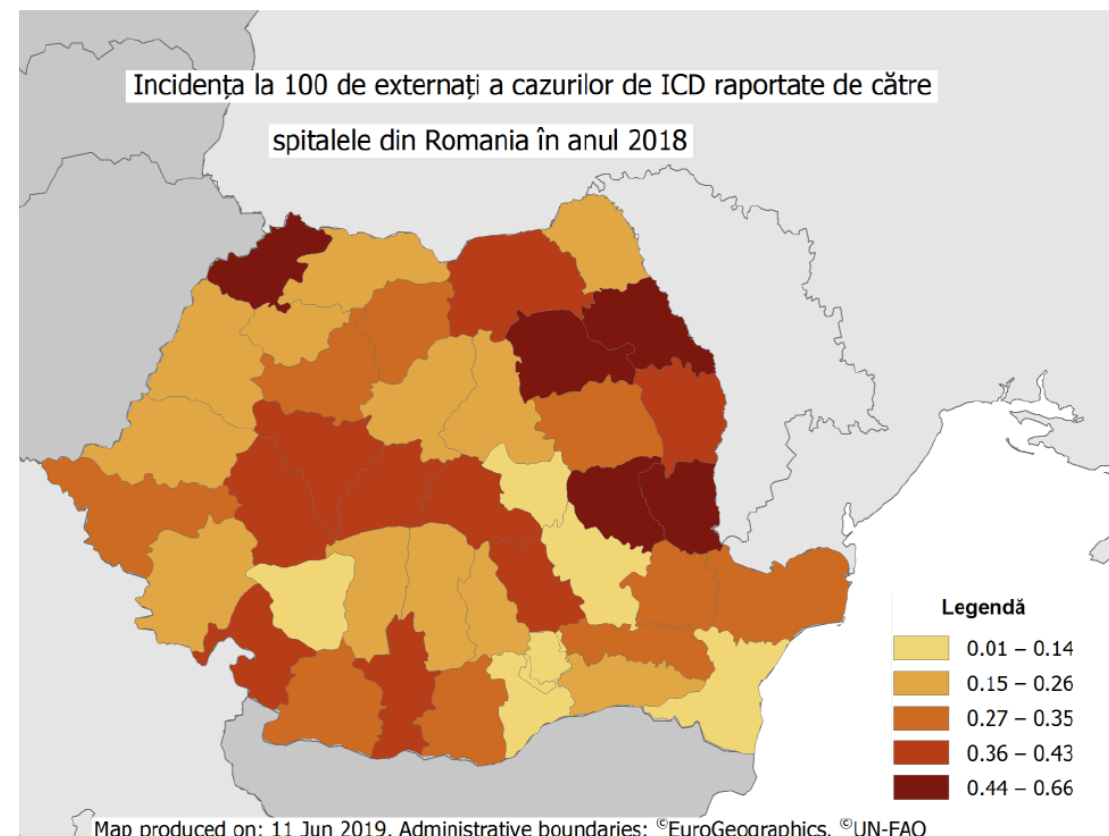 Incidența la 100 de externați a cazurilor de ICD raportate de către
spitalele din Romania în anul 2018
Legendă
0.01 – 0.14
0.15 – 0.26
0.27 – 0.35
0.36 – 0.43
0.44 – 0.66
Map produced on: 11 Jun 2019. Administrative boundaries: ©EuroGeographics, ©UN-FAO